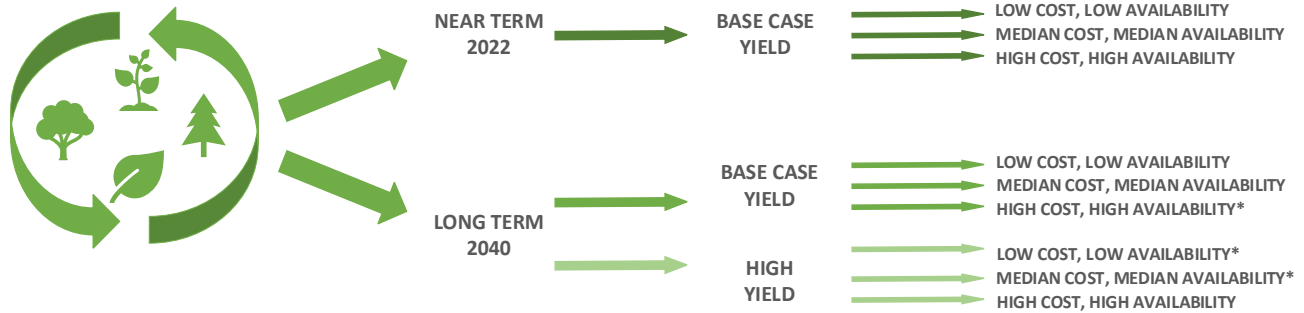 NEAR TERM
2022
BASE CASE
YIELD
LOW COST, LOW AVAILABILITY
MEDIAN COST, MEDIAN AVAILABILITY
HIGH COST, HIGH AVAILABILITY
LONG TERM
2040
BASE CASE
YIELD
LOW COST, LOW AVAILABILITY
MEDIAN COST, MEDIAN AVAILABILITY
HIGH COST, HIGH AVAILABILITY*
HIGH
YIELD
LOW COST, LOW AVAILABILITY*
MEDIAN COST, MEDIAN AVAILABILITY*
HIGH COST, HIGH AVAILABILITY